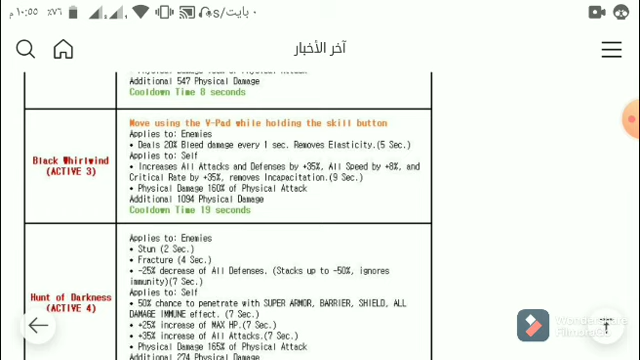 ١٠:٥٥ م
٪٧٦
٠ بايت/s
آخر الأخبار
Additional 547 Physical Damage
Cooldown Time 8 seconds
Black Whirlwind
(ACTIVE 3)
Move using the V-Pad while holding the skill button
Applies to: Enemies
• Deals 20% Bleed damage every 1 sec. Removes Elasticity.(5 Sec.)
Applies to: Self
• Increases All Attacks and Defenses by +35%, All Speed by +8%, and
Critical Rate by +35%, removes Incapacitation.(9 Sec.)
• Physical Damage 160% of Physical Attack
Additional 1094 Physical Damage
Cooldown Time 19 seconds
Hunt of Darkness
(ACTIVE 4)
Applies to: Enemies
• Stun (2 Sec.)
• Fracture (4 Sec.)
• -25% decrease of All Defenses. (Stacks up to -50%, ignores
immunity)(7 Sec.)
Applies to: Self
• 50% chance to penetrate with SUPER ARMOR, BARRIER, SHIELD, ALL
DAMAGE IMMUNE effect. (7 Sec.)
• +25% increase of MAX HP.(7 Sec.)
• +35% increase of All Attacks.(7 Sec.)
• Physical Damage 165% of Physical Attack
Additional 274 Physical Damage
Wondershare
Filmora